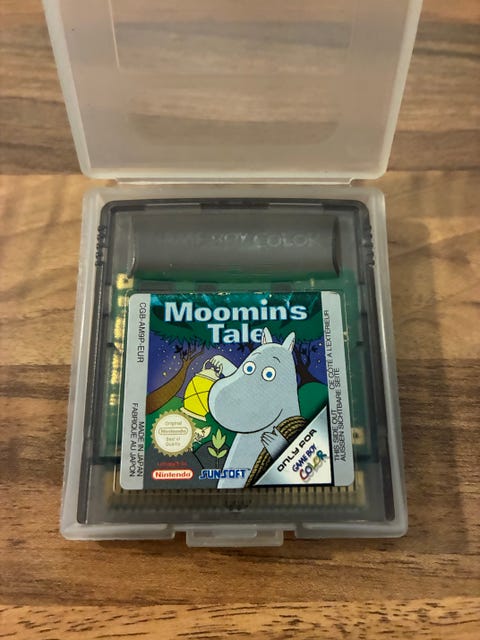 GAME BOY COLOR
Moomin's
Tale
CGB-AM9P-EUR
MADE IN JAPAN
FABRIQUÉ AU JAPON
CE CÔTÉ À L'EXTÉRIEUR
THIS SIDE OUT
AUSSEN SICHTBARE SEITE
Original
Nintendo
Seal of
Quality
Nintendo
SUNSOFT
ONLY FOR
GAME BOY
COLOR